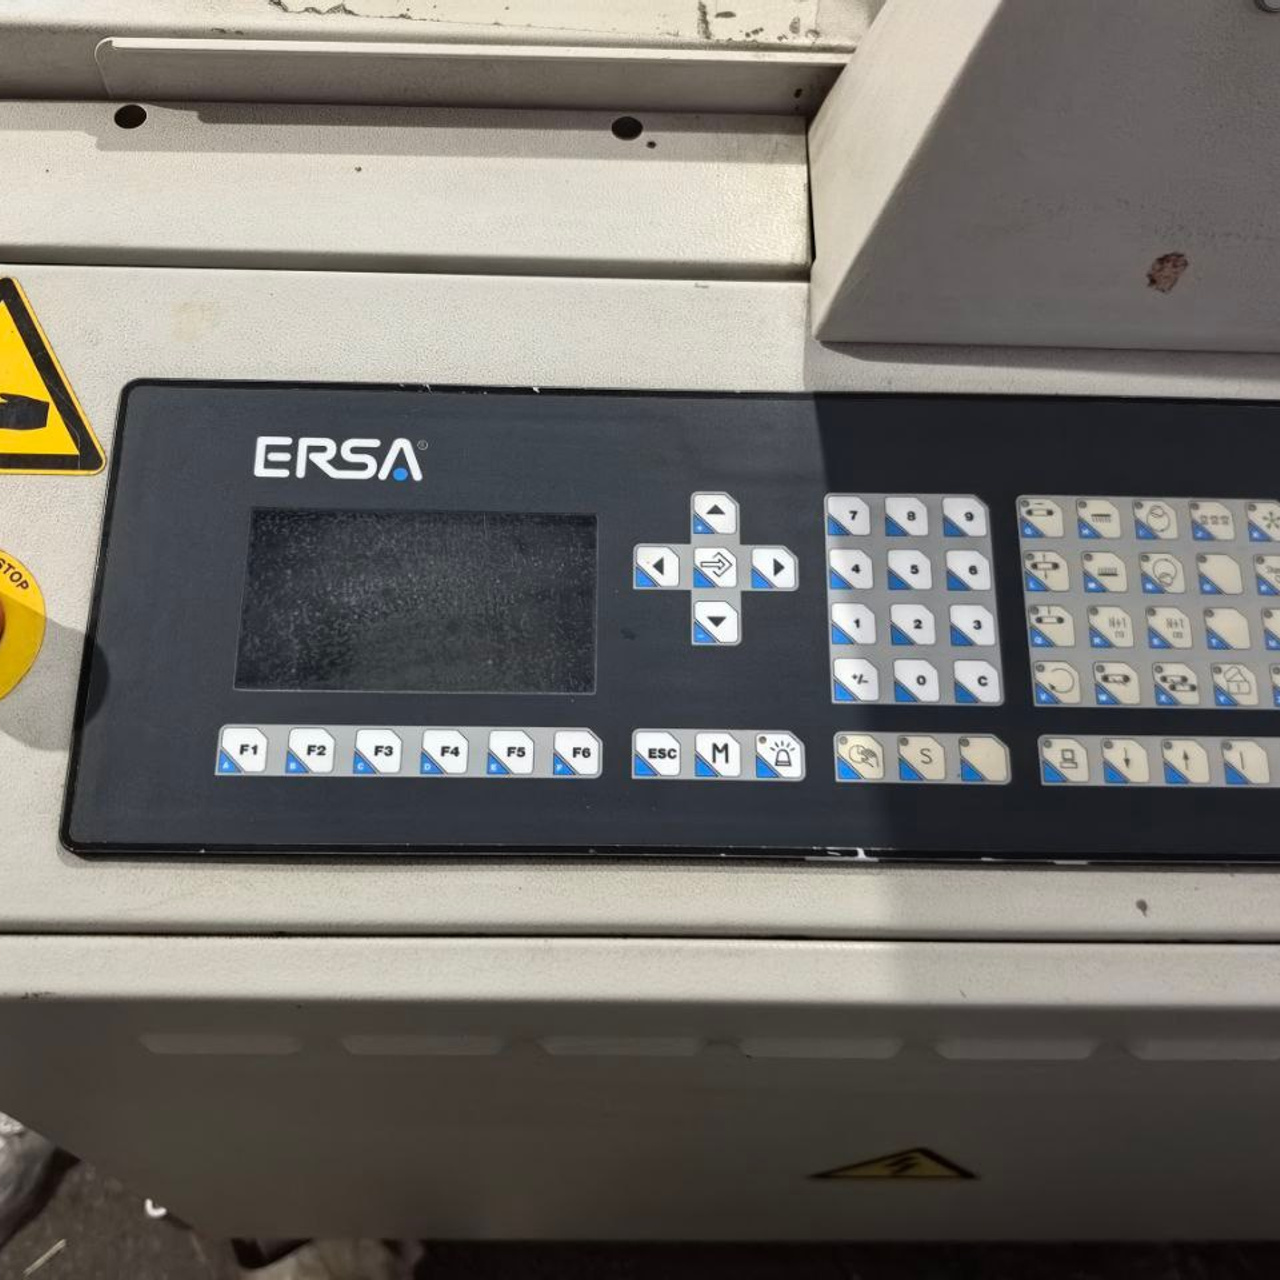 STOP
ERSA®
7 8 9
4 5 6
1 2 3
+/- 0 C
F1 F2 F3 F4 F5 F6
A B C D E F
ESC M
S